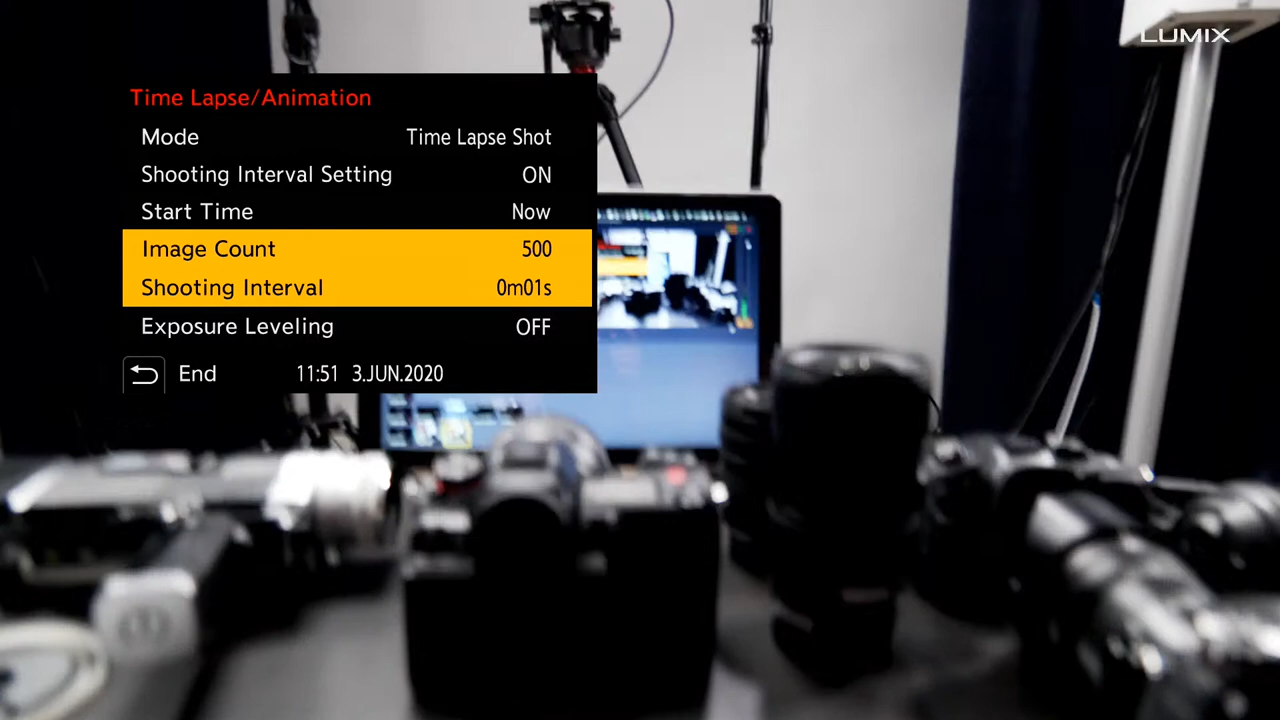 LUMIX
Time Lapse/Animation
Mode Time Lapse Shot
Shooting Interval Setting ON
Start Time Now
Image Count 500
Shooting Interval 0m01s
Exposure Leveling OFF
End 11:51 3.JUN.2020